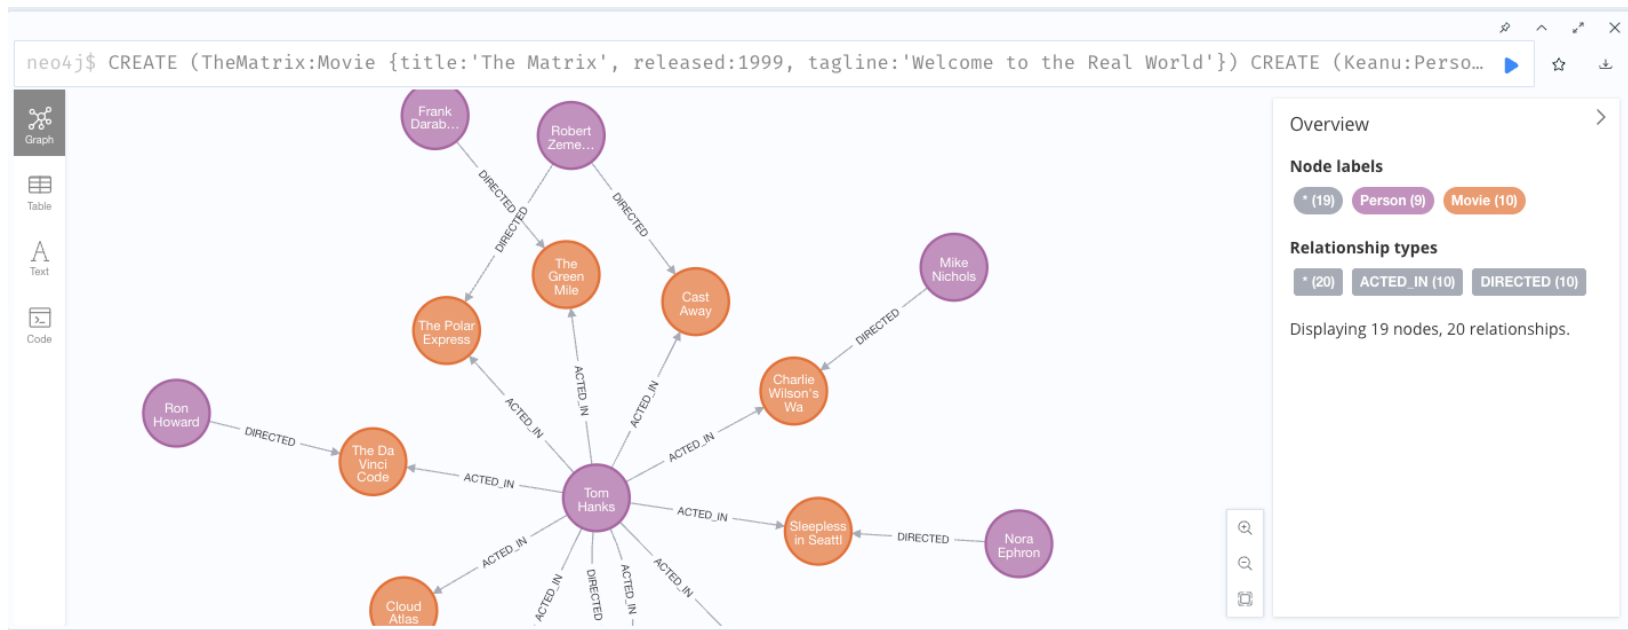 neo4j$ CREATE (TheMatrix:Movie {title:'The Matrix', released:1999, tagline:'Welcome to the Real World'}) CREATE (Keanu:Perso…
Graph
Table
Text
Code
Frank
Darab…
Robert
Zeme…
DIRECTED
DIRECTED
DIRECTED
The
Green
Mile
Cast
Away
The Polar
Express
Mike
Nichols
DIRECTED
Charlie
Wilson's
Wa
ACTED_IN
ACTED_IN
ACTED_IN
ACTED_IN
Ron
Howard
DIRECTED
The Da
Vinci
Code
ACTED_IN
Tom
Hanks
ACTED_IN
Sleepless
in Seattl
DIRECTED
Nora
Ephron
ACTED_IN
Cloud
Atlas
ACTED_IN
DIRECTED
ACTED_IN
ACTED_IN
Overview
Node labels
* (19) Person (9) Movie (10)
Relationship types
* (20) ACTED_IN (10) DIRECTED (10)
Displaying 19 nodes, 20 relationships.